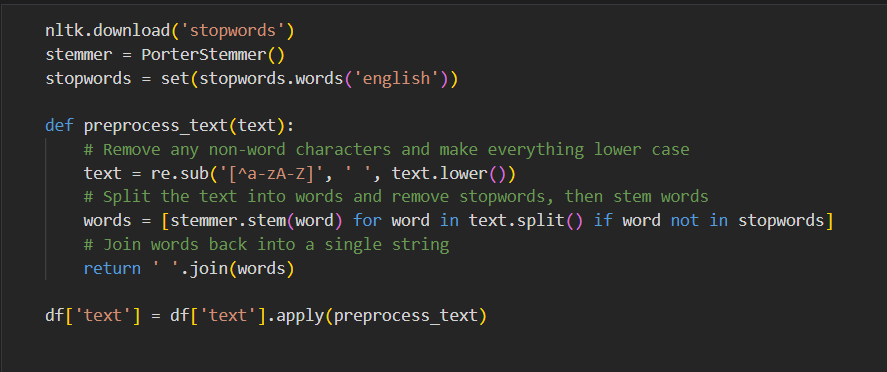 nltk.download('stopwords')
stemmer = PorterStemmer()
stopwords = set(stopwords.words('english'))

def preprocess_text(text):
    # Remove any non-word characters and make everything lower case
    text = re.sub('[^a-zA-Z]', ' ', text.lower())
    # Split the text into words and remove stopwords, then stem words
    words = [stemmer.stem(word) for word in text.split() if word not in stopwords]
    # Join words back into a single string
    return ' '.join(words)

df['text'] = df['text'].apply(preprocess_text)